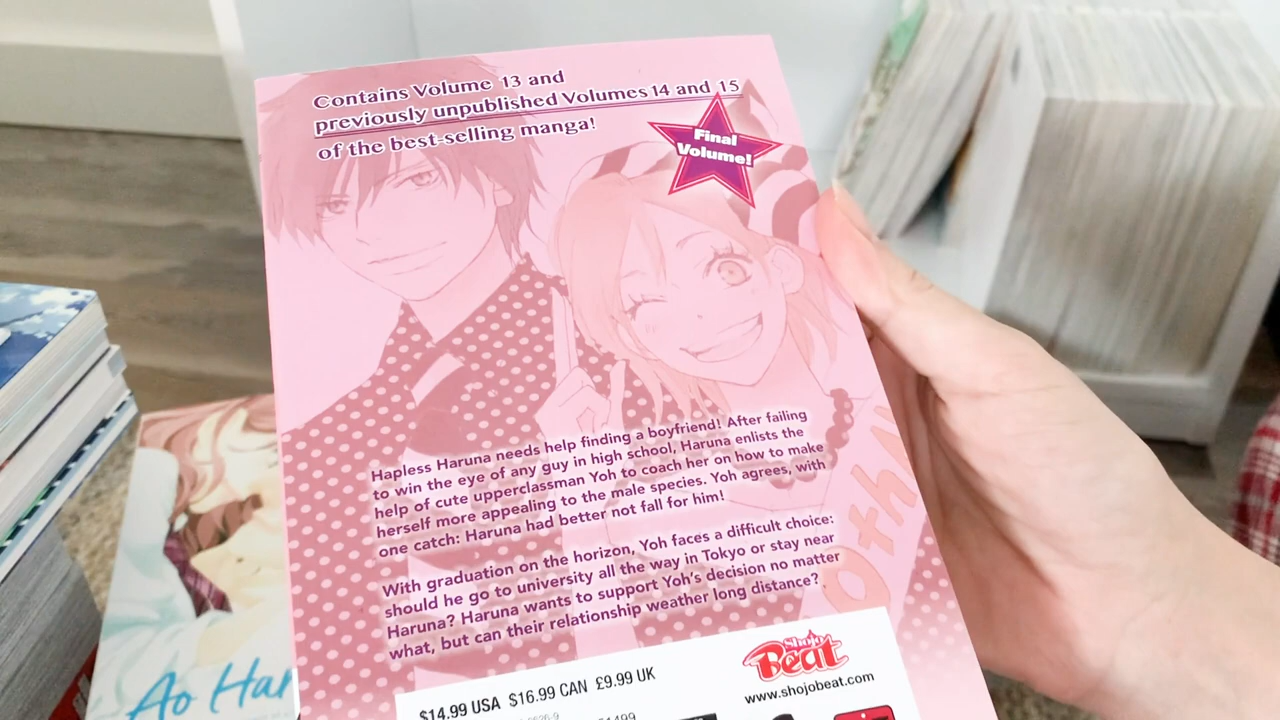 Contains Volume 13 and
previously unpublished Volumes 14 and 15
of the best-selling manga!
Final
Volume!
Hapless Haruna needs help finding a boyfriend! After failing
to win the eye of any guy in high school, Haruna enlists the
help of cute upperclassman Yoh to coach her on how to make
herself more appealing to the male species. Yoh agrees, with
one catch: Haruna had better not fall for him!
With graduation on the horizon, Yoh faces a difficult choice:
should he go to university all the way in Tokyo or stay near
Haruna? Haruna wants to support Yoh's decision no matter
what, but can their relationship weather long distance?
Shojo
Beat
www.shojobeat.com
$14.99 USA $16.99 CAN £9.99 UK
Ao Har